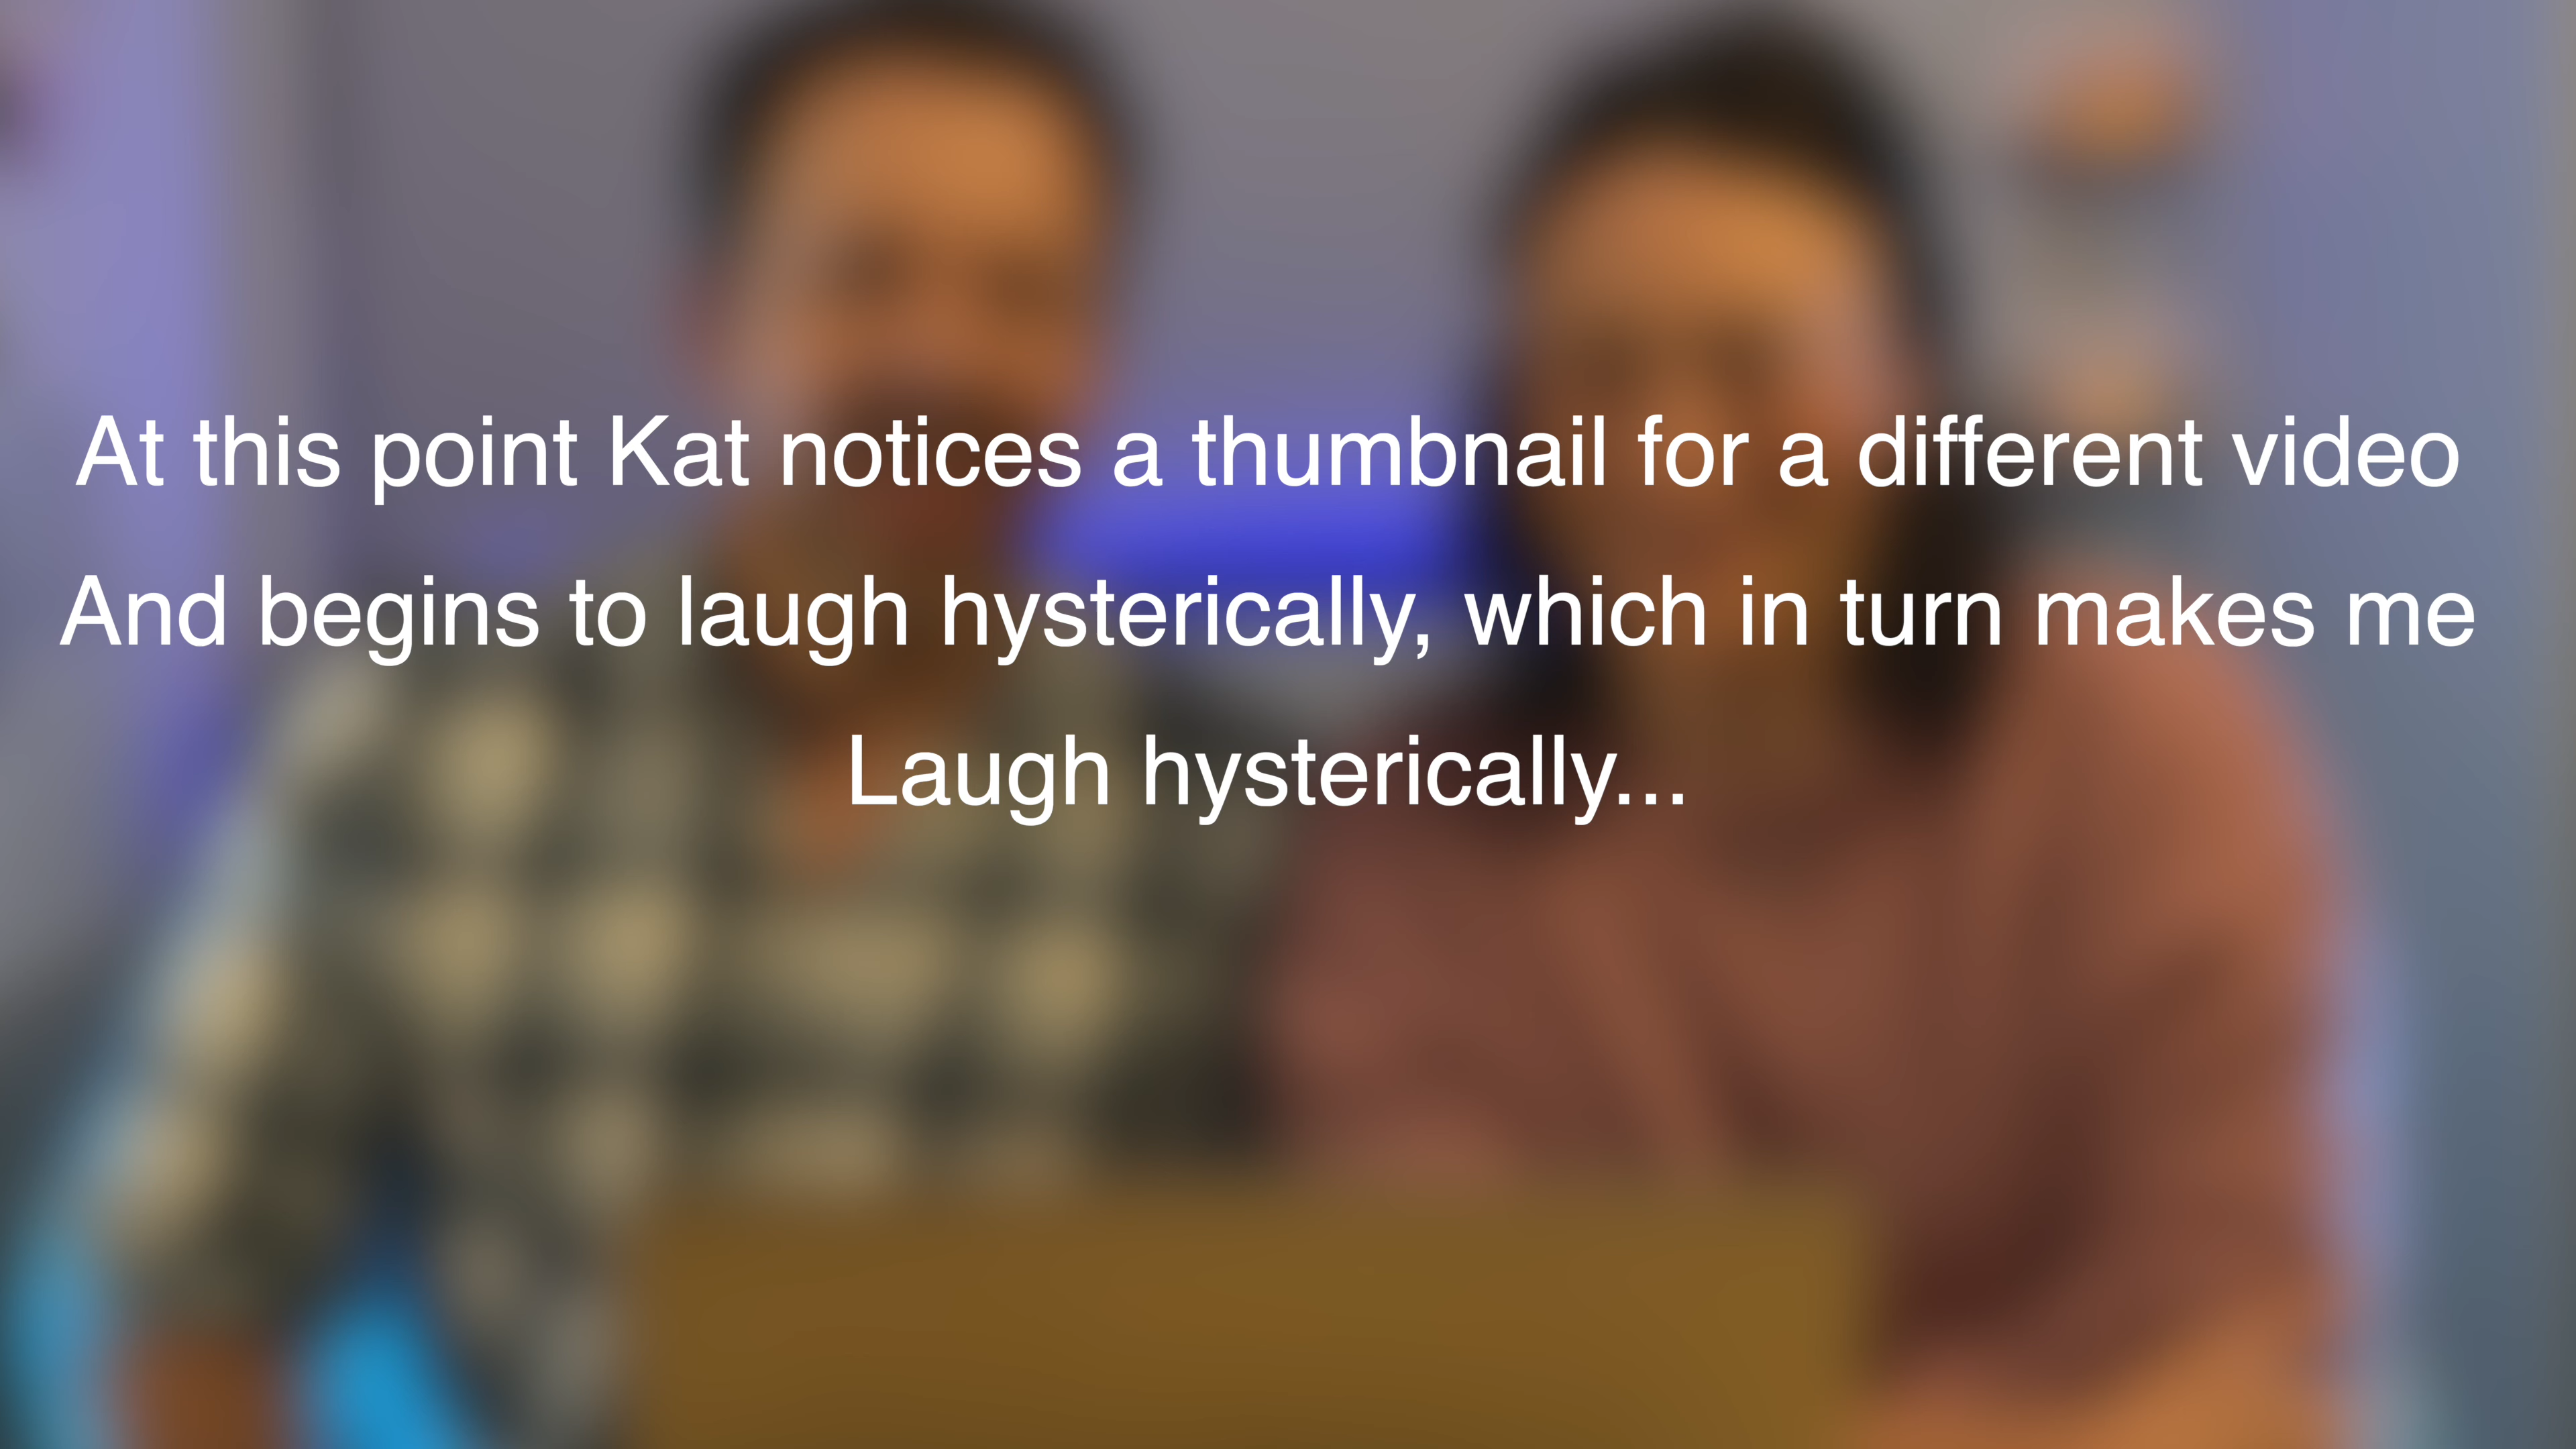 At this point Kat notices a thumbnail for a different video
And begins to laugh hysterically, which in turn makes me
Laugh hysterically...